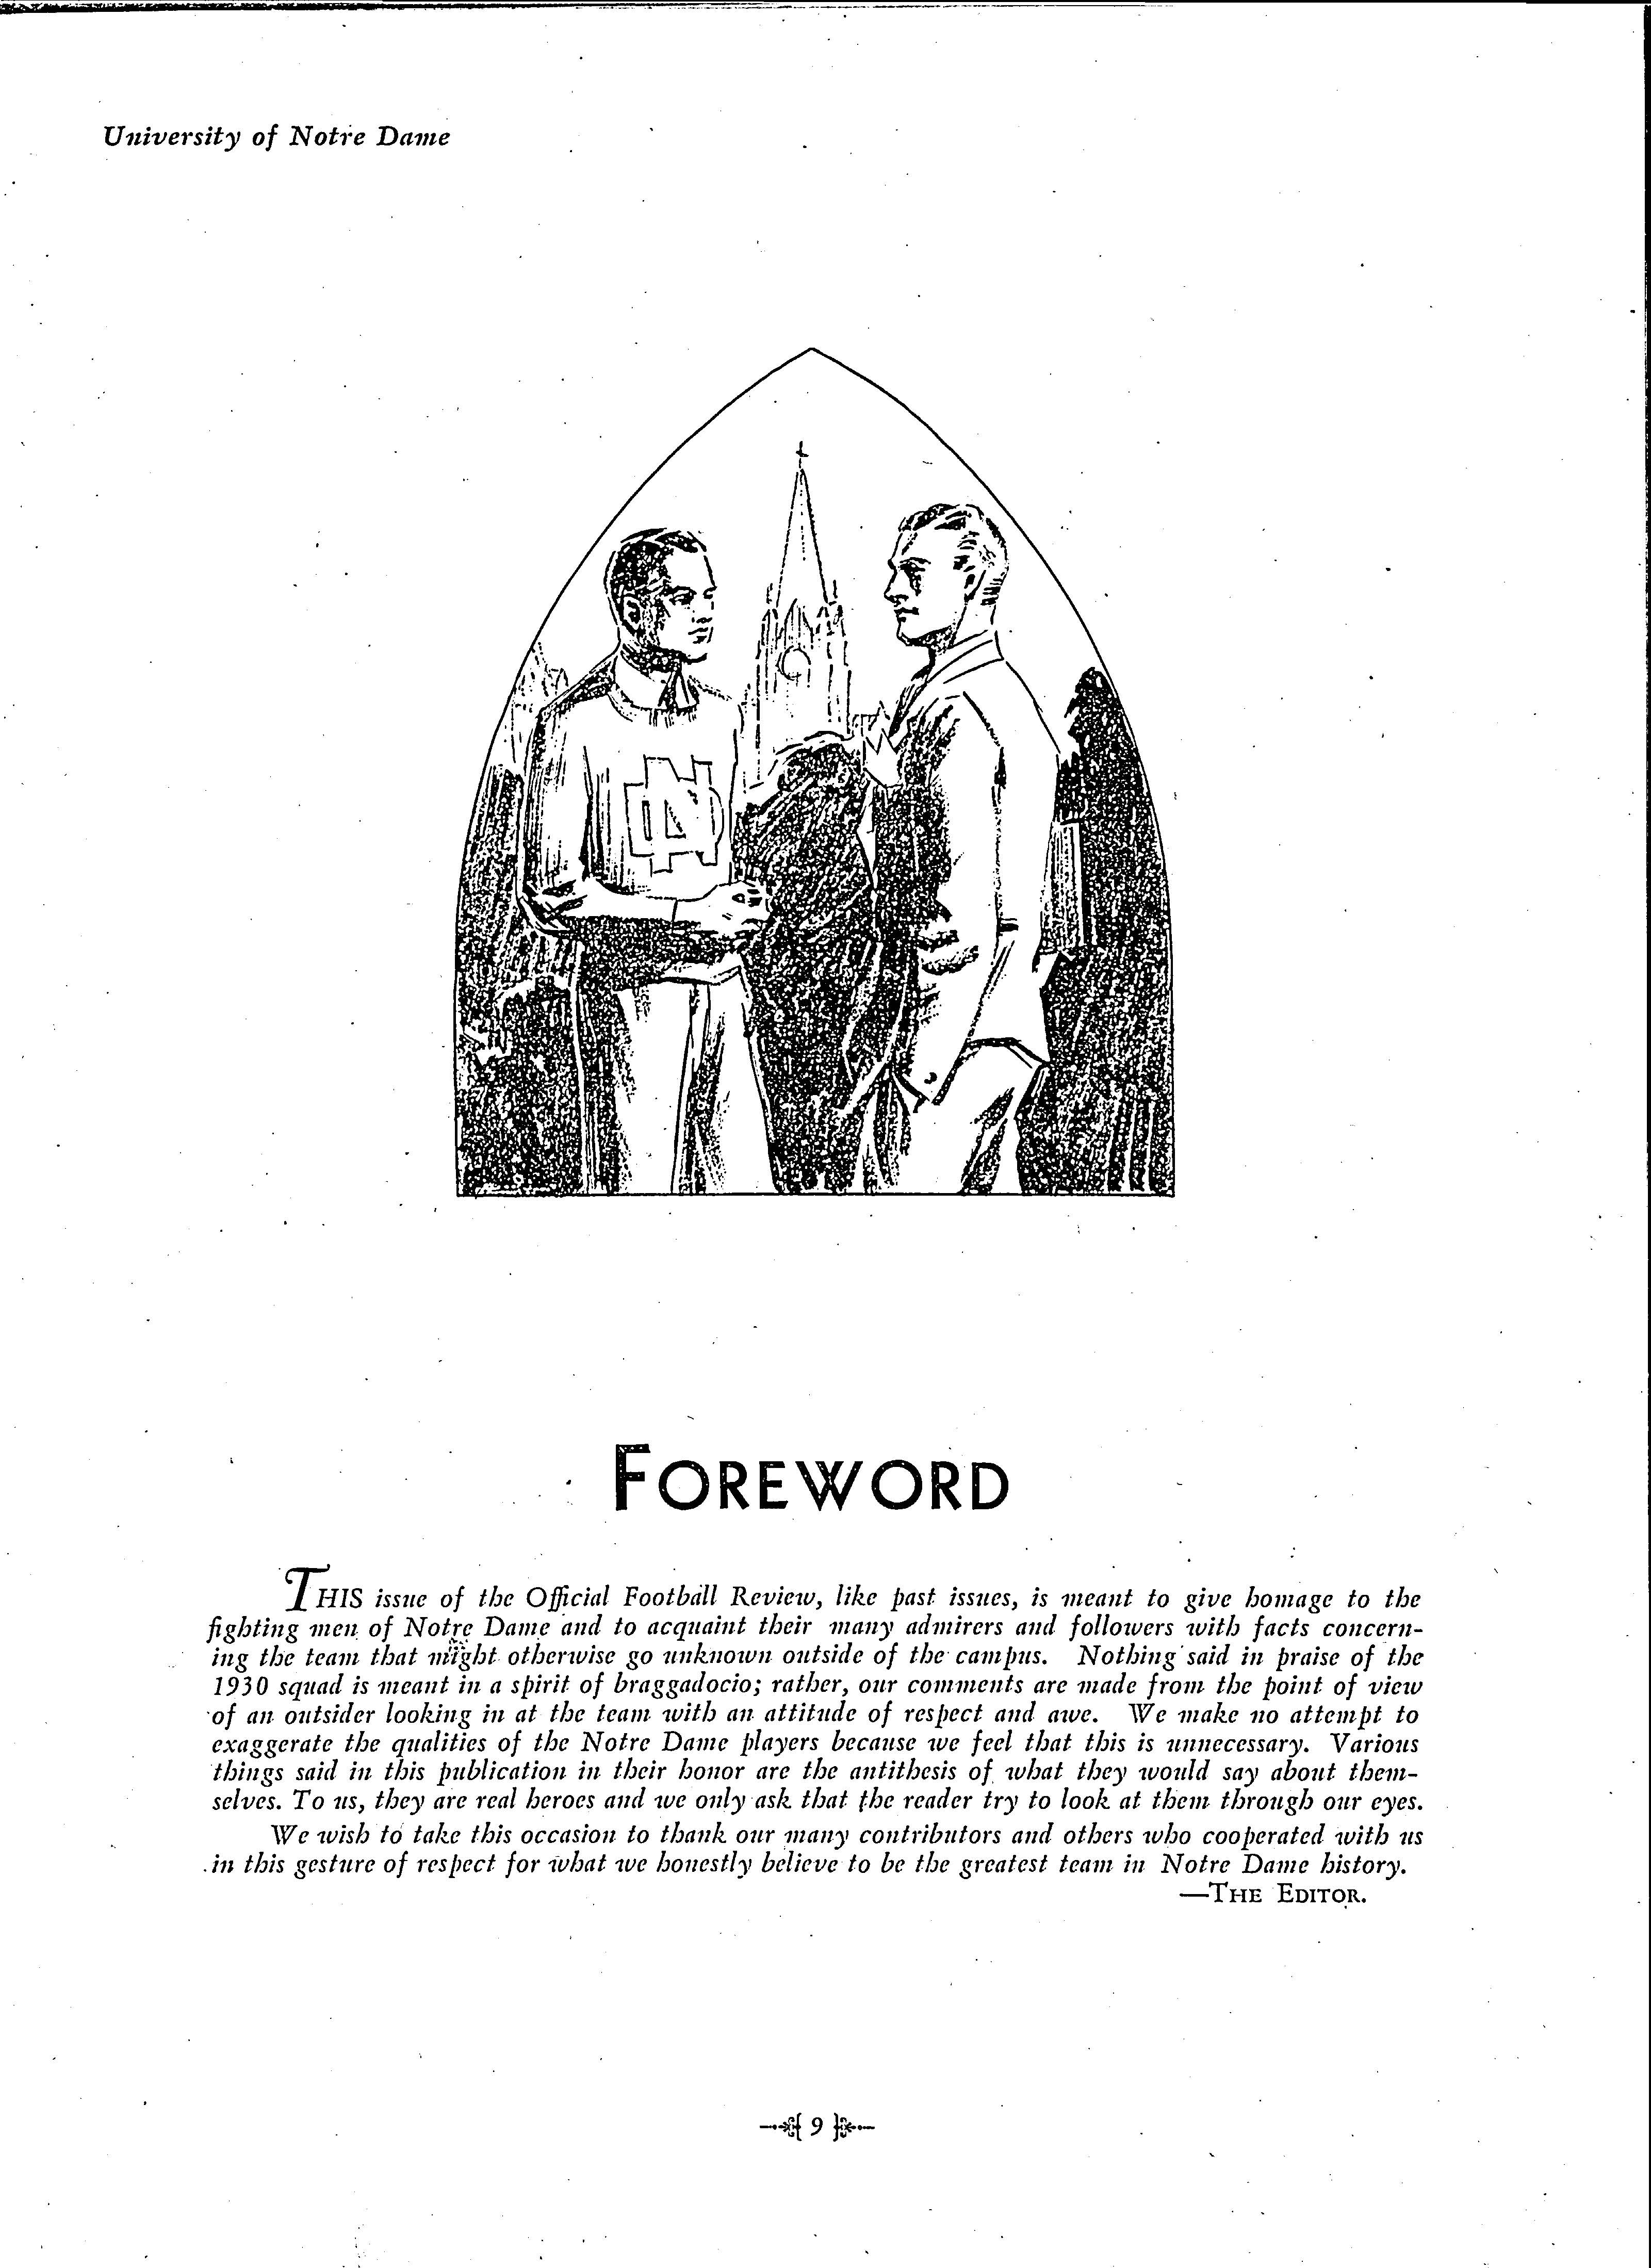 University of Notre Dame
ND
FOREWORD
THIS issue of the Official Football Review, like past issues, is meant to give homage to the
fighting men of Notre Dame and to acquaint their many admirers and followers with facts concern-
ing the team that might otherwise go unknown outside of the campus. Nothing said in praise of the
1930 squad is meant in a spirit of braggadocio; rather, our comments are made from the point of view
of an outsider looking in at the team with an attitude of respect and awe. We make no attempt to
exaggerate the qualities of the Notre Dame players because we feel that this is unnecessary. Various
things said in this publication in their honor are the antithesis of what they would say about them-
selves. To us, they are real heroes and we only ask that the reader try to look at them through our eyes.
We wish to take this occasion to thank our many contributors and others who cooperated with us
in this gesture of respect for what we honestly believe to be the greatest team in Notre Dame history.
—THE EDITOR.
9